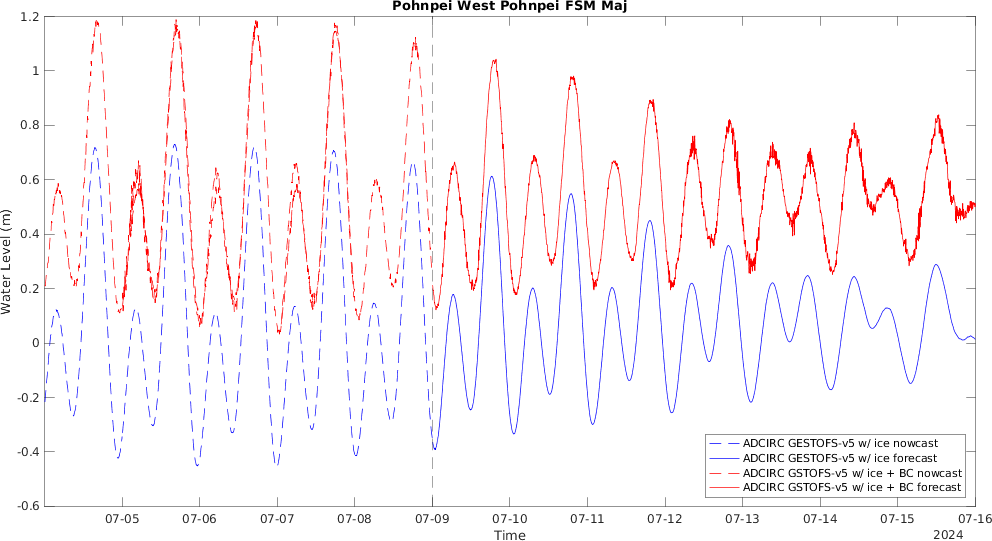 Pohnpei West Pohnpei FSM Maj
Water Level (m)
1.2
1
0.8
0.6
0.4
0.2
0
-0.2
-0.4
-0.6
ADCIRC GESTOFS-v5 w/ ice nowcast
ADCIRC GESTOFS-v5 w/ ice forecast
ADCIRC GSTOFS-v5 w/ ice + BC nowcast
ADCIRC GSTOFS-v5 w/ ice + BC forecast
07-05 07-06 07-07 07-08 07-09 07-10 07-11 07-12 07-13 07-14 07-15 07-16
Time
2024